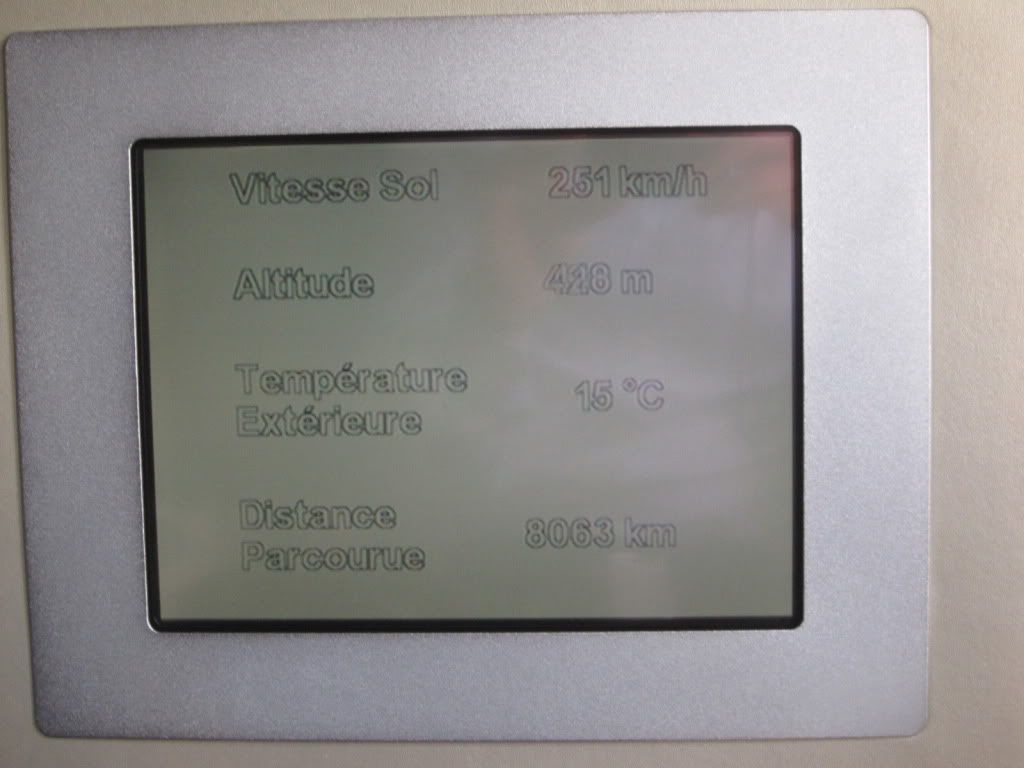 Vitesse Sol 251 km/h
Altitude 428 m
Température
Extérieure 15 °C
Distance
Parcourue 8063 km